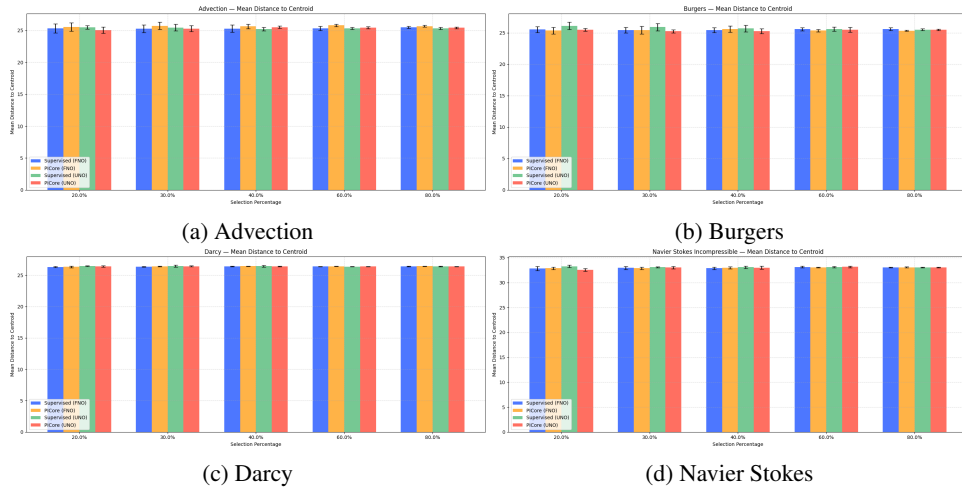 Advection — Mean Distance to Centroid
Mean Distance to Centroid
25
20
15
10
5
0
Supervised (FNO)
PICore (FNO)
Supervised (UNO)
PICore (UNO)
20.0%
30.0%
40.0%
60.0%
80.0%
Selection Percentage
(a) Advection
Burgers — Mean Distance to Centroid
Mean Distance to Centroid
25
20
15
10
5
0
Supervised (FNO)
PICore (FNO)
Supervised (UNO)
PICore (UNO)
20.0%
30.0%
40.0%
60.0%
80.0%
Selection Percentage
(b) Burgers
Darcy — Mean Distance to Centroid
Mean Distance to Centroid
25
20
15
10
5
0
Supervised (FNO)
PICore (FNO)
Supervised (UNO)
PICore (UNO)
20.0%
30.0%
40.0%
60.0%
80.0%
Selection Percentage
(c) Darcy
Navier Stokes Incompressible — Mean Distance to Centroid
Mean Distance to Centroid
35
30
25
20
15
10
5
0
Supervised (FNO)
PICore (FNO)
Supervised (UNO)
PICore (UNO)
20.0%
30.0%
40.0%
60.0%
80.0%
Selection Percentage
(d) Navier Stokes